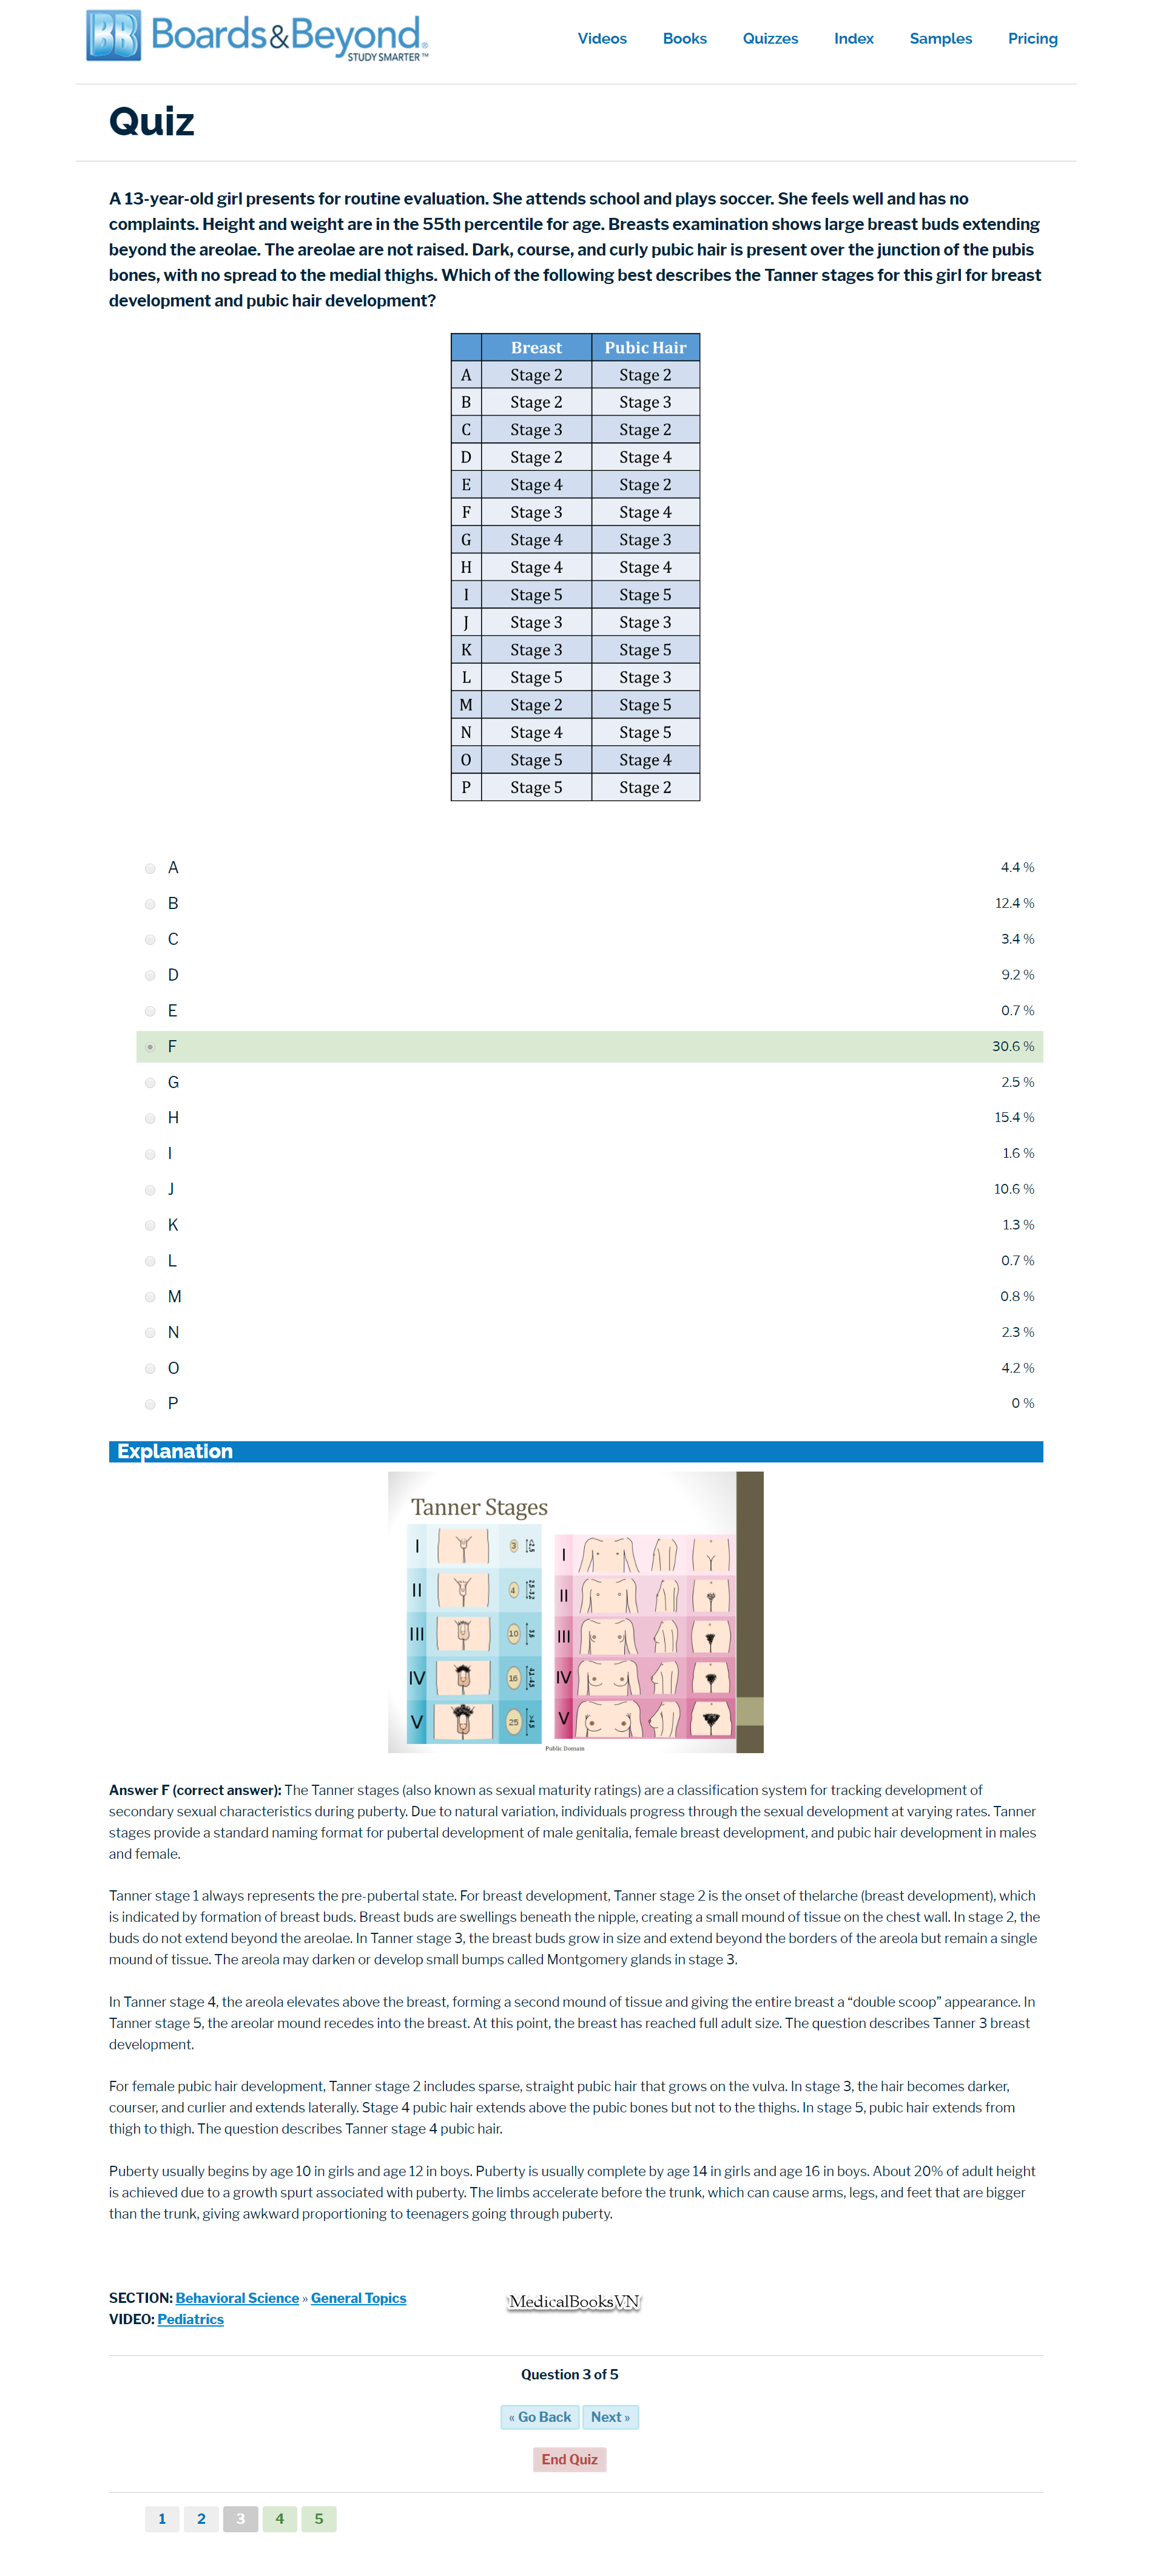 BB Boards&Beyond®
STUDY SMARTER™
Videos Books Quizzes Index Samples Pricing
Quiz
A 13-year-old girl presents for routine evaluation. She attends school and plays soccer. She feels well and has no
complaints. Height and weight are in the 55th percentile for age. Breasts examination shows large breast buds extending
beyond the areolae. The areolae are not raised. Dark, course, and curly pubic hair is present over the junction of the pubis
bones, with no spread to the medial thighs. Which of the following best describes the Tanner stages for this girl for breast
development and pubic hair development?
Breast Pubic Hair
A Stage 2 Stage 2
B Stage 2 Stage 3
C Stage 3 Stage 2
D Stage 2 Stage 4
E Stage 4 Stage 2
F Stage 3 Stage 4
G Stage 4 Stage 3
H Stage 4 Stage 4
I Stage 5 Stage 5
J Stage 3 Stage 3
K Stage 3 Stage 5
L Stage 5 Stage 3
M Stage 2 Stage 5
N Stage 4 Stage 5
O Stage 5 Stage 4
P Stage 5 Stage 2
A 4.4 %
B 12.4 %
C 3.4 %
D 9.2 %
E 0.7 %
F 30.6 %
G 2.5 %
H 15.4 %
I 1.6 %
J 10.6 %
K 1.3 %
L 0.7 %
M 0.8 %
N 2.3 %
O 4.2 %
P 0 %
Explanation
Tanner Stages
I 3 <2.5 I
II 4 2.5-3.2 II
III 10 3.6 III
IV 16 4.1-4.5 IV
V 25 >4.5 V
Public Domain
Answer F (correct answer): The Tanner stages (also known as sexual maturity ratings) are a classification system for tracking development of
secondary sexual characteristics during puberty. Due to natural variation, individuals progress through the sexual development at varying rates. Tanner
stages provide a standard naming format for pubertal development of male genitalia, female breast development, and pubic hair development in males
and female.
Tanner stage 1 always represents the pre-pubertal state. For breast development, Tanner stage 2 is the onset of thelarche (breast development), which
is indicated by formation of breast buds. Breast buds are swellings beneath the nipple, creating a small mound of tissue on the chest wall. In stage 2, the
buds do not extend beyond the areolae. In Tanner stage 3, the breast buds grow in size and extend beyond the borders of the areola but remain a single
mound of tissue. The areola may darken or develop small bumps called Montgomery glands in stage 3.
In Tanner stage 4, the areola elevates above the breast, forming a second mound of tissue and giving the entire breast a “double scoop” appearance. In
Tanner stage 5, the areolar mound recedes into the breast. At this point, the breast has reached full adult size. The question describes Tanner 3 breast
development.
For female pubic hair development, Tanner stage 2 includes sparse, straight pubic hair that grows on the vulva. In stage 3, the hair becomes darker,
courser, and curlier and extends laterally. Stage 4 pubic hair extends above the pubic bones but not to the thighs. In stage 5, pubic hair extends from
thigh to thigh. The question describes Tanner stage 4 pubic hair.
Puberty usually begins by age 10 in girls and age 12 in boys. Puberty is usually complete by age 14 in girls and age 16 in boys. About 20% of adult height
is achieved due to a growth spurt associated with puberty. The limbs accelerate before the trunk, which can cause arms, legs, and feet that are bigger
than the trunk, giving awkward proportioning to teenagers going through puberty.
SECTION: Behavioral Science » General Topics
MedicalBooksVN
VIDEO: Pediatrics
Question 3 of 5
« Go Back Next »
End Quiz
1 2 3 4 5